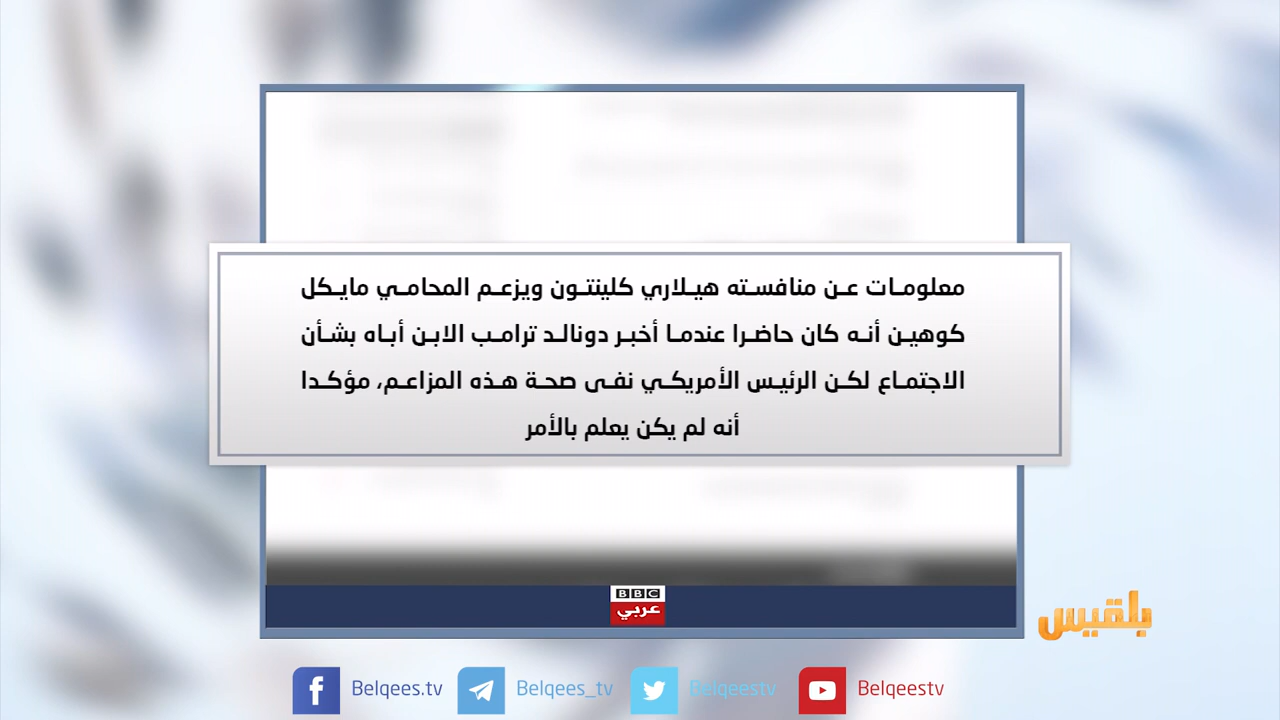 معلومات عن منافسته هيلاري كلينتون ويزعم المحامي مايكل
كوهين أنه كان حاضرا عندما أخبر دونالد ترامب الابن أباه بشأن
الاجتماع لكن الرئيس الأمريكي نفى صحة هذه المزاعم، مؤكدا
أنه لم يكن يعلم بالأمر
BBC
عربي
بلقيس
Belqees.tv
Belqees_tv
Belqeestv
Belqeestv